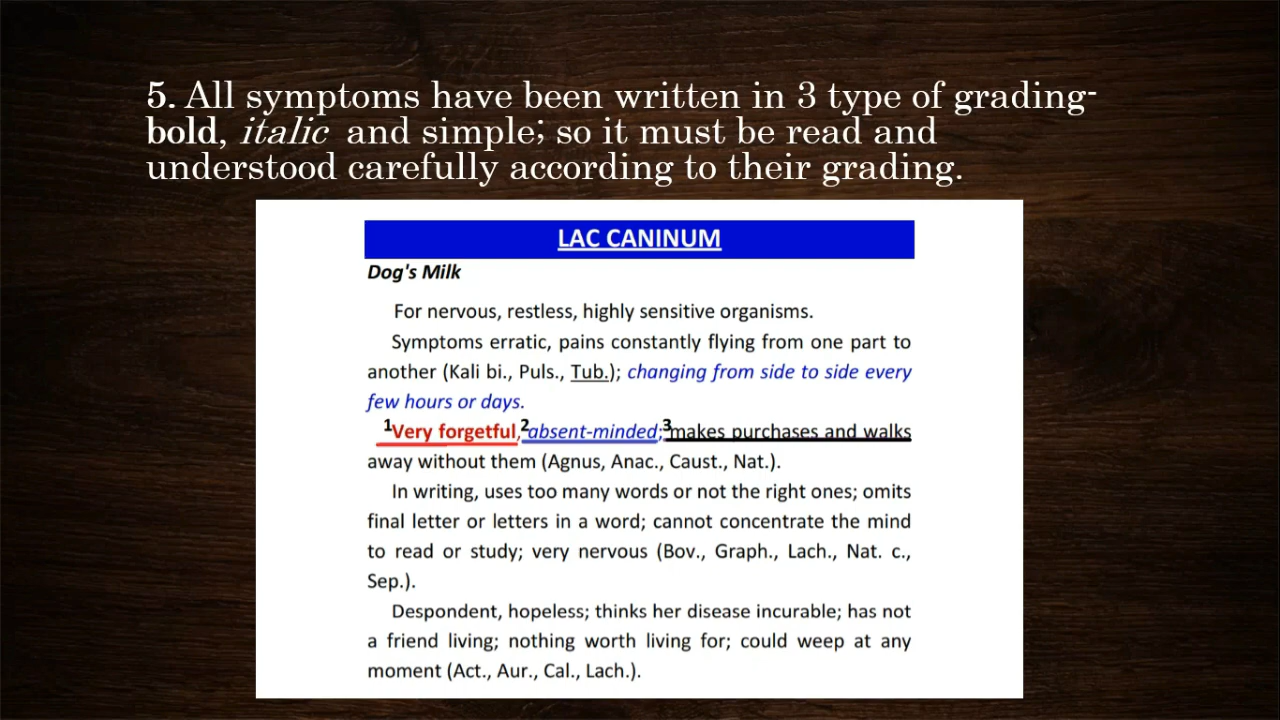 5. All symptoms have been written in 3 type of grading-
bold, italic and simple; so it must be read and
understood carefully according to their grading.
LAC CANINUM
Dog's Milk
For nervous, restless, highly sensitive organisms.
Symptoms erratic, pains constantly flying from one part to
another (Kali bi., Puls., Tub.); changing from side to side every
few hours or days.
1Very forgetful,2absent-minded;3makes purchases and walks
away without them (Agnus, Anac., Caust., Nat.).
In writing, uses too many words or not the right ones; omits
final letter or letters in a word; cannot concentrate the mind
to read or study; very nervous (Bov., Graph., Lach., Nat. c.,
Sep.).
Despondent, hopeless; thinks her disease incurable; has not
a friend living; nothing worth living for; could weep at any
moment (Act., Aur., Cal., Lach.).